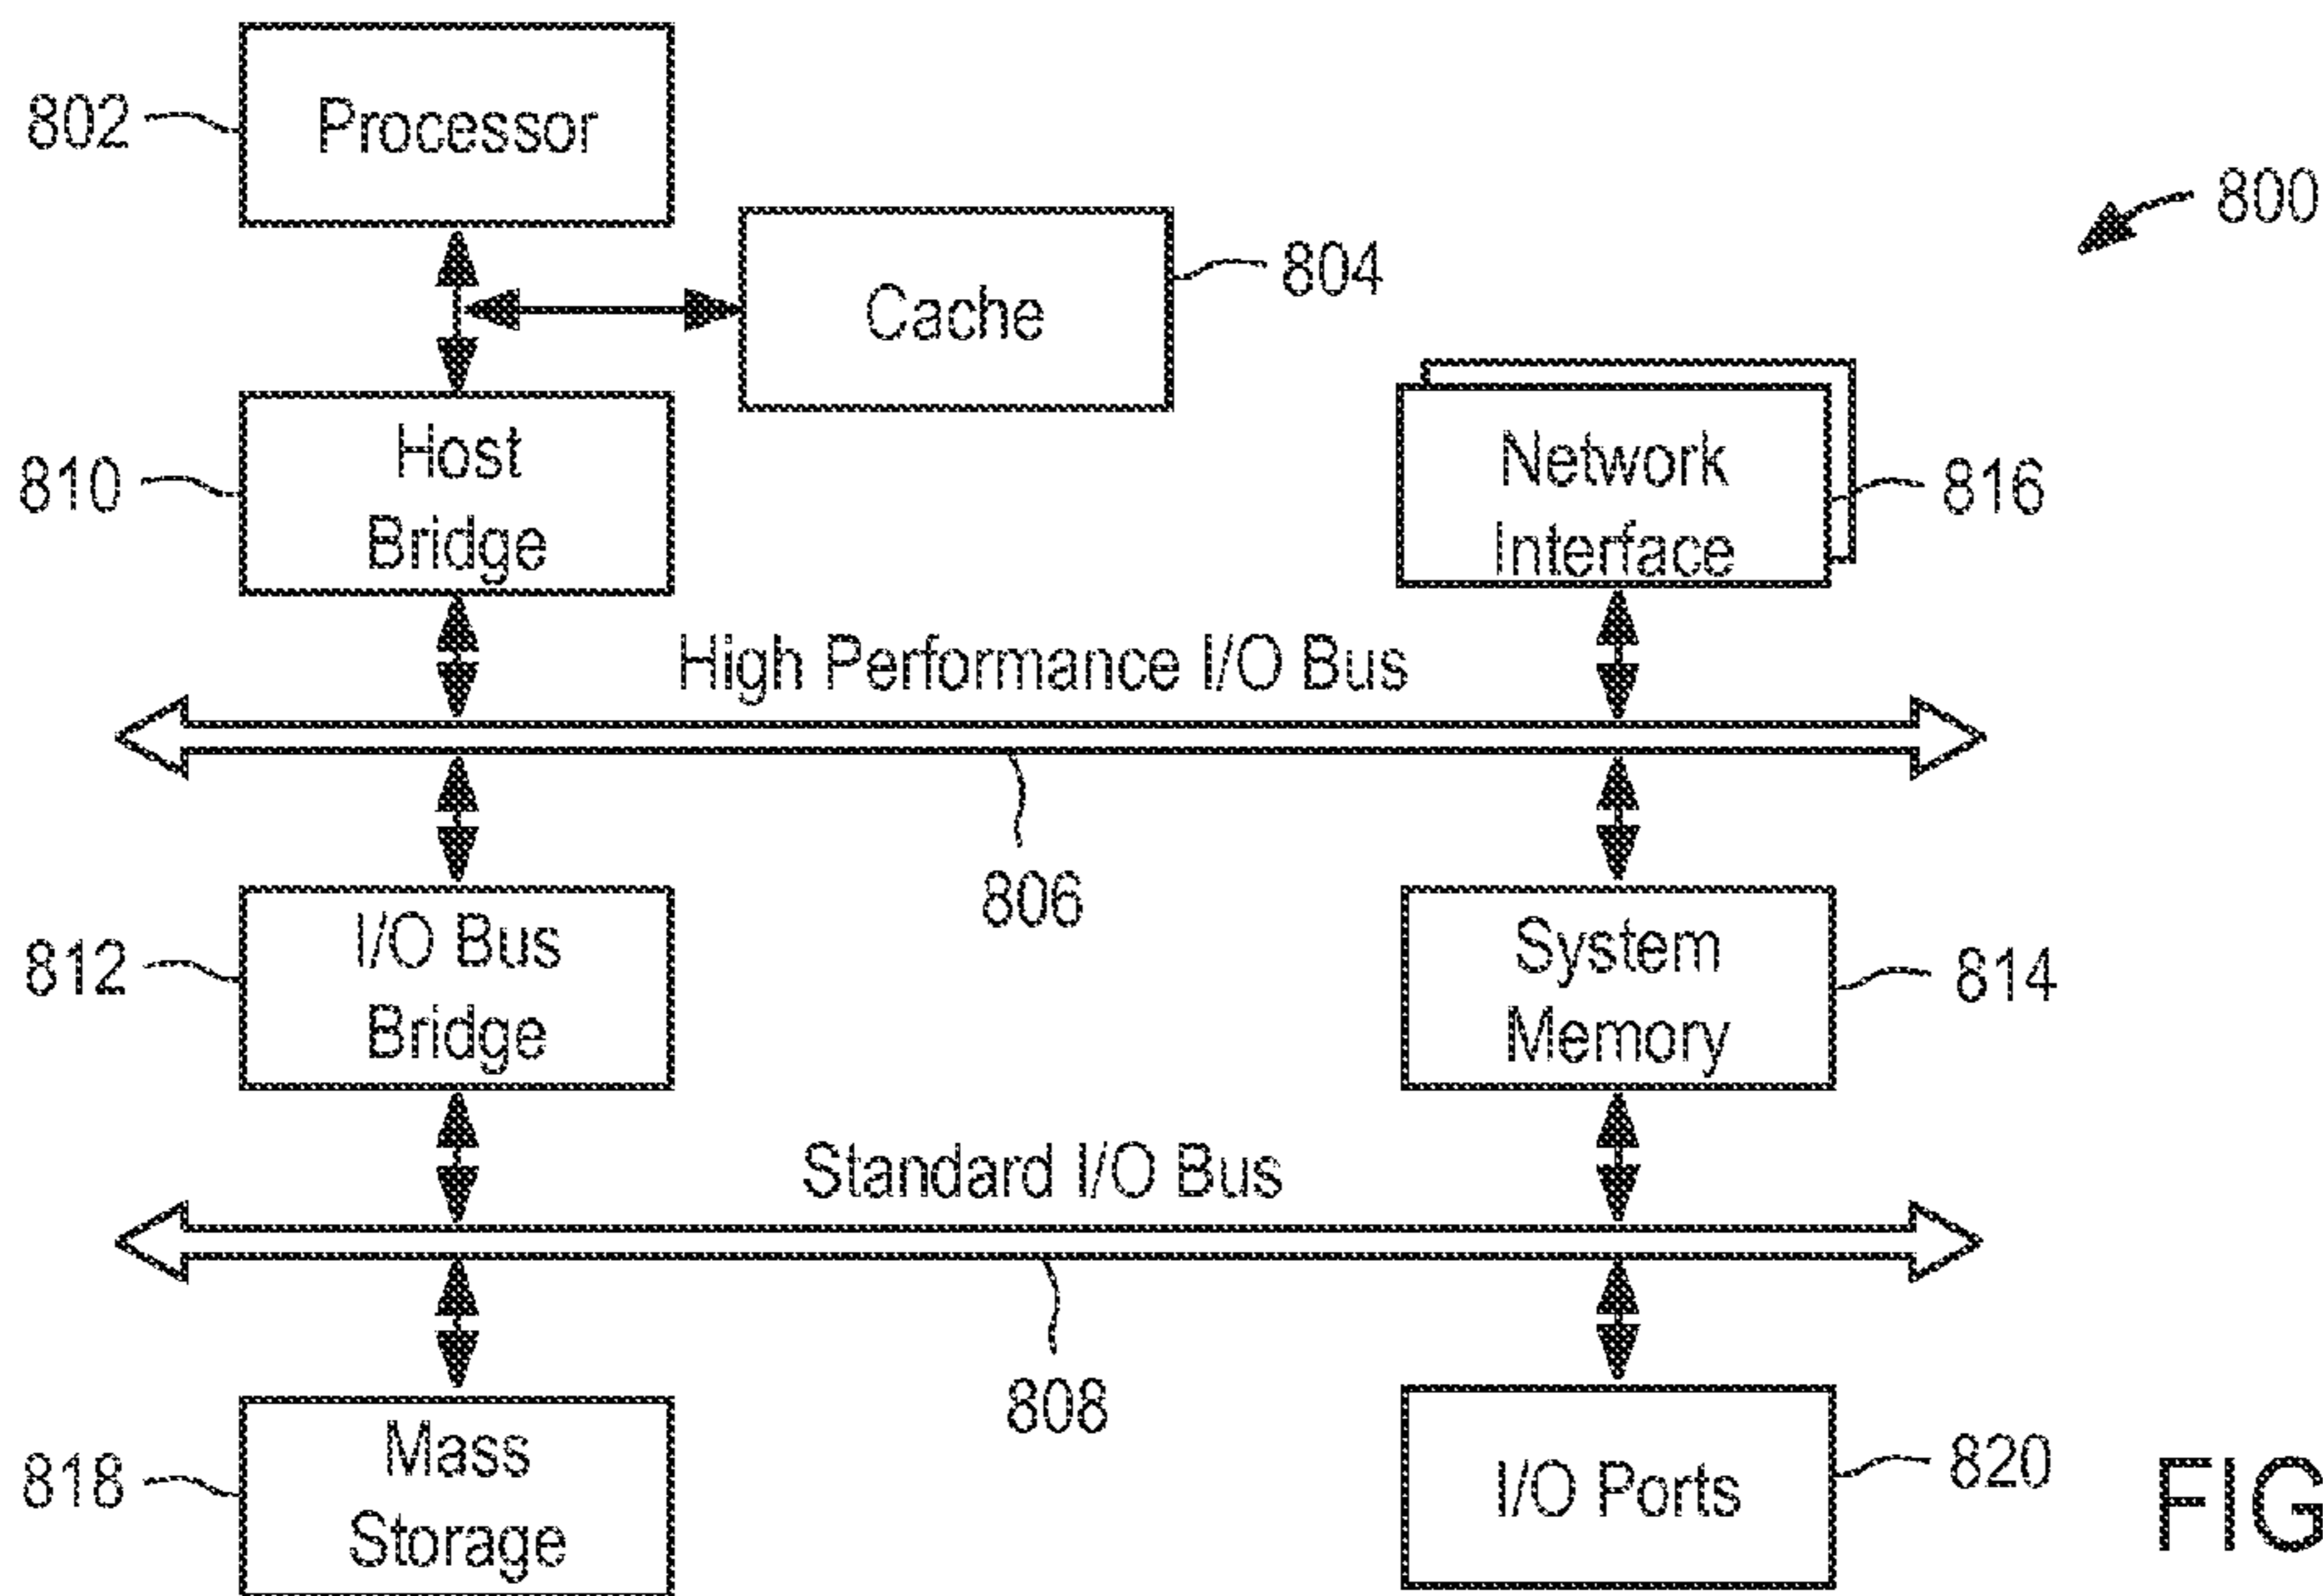 802
Processor
800
804
Cache
810
Host
Bridge
Network
Interface
816
High Performance I/O Bus
806
812
I/O Bus
Bridge
System
Memory
814
Standard I/O Bus
808
818
Mass
Storage
I/O Ports
820
FIG